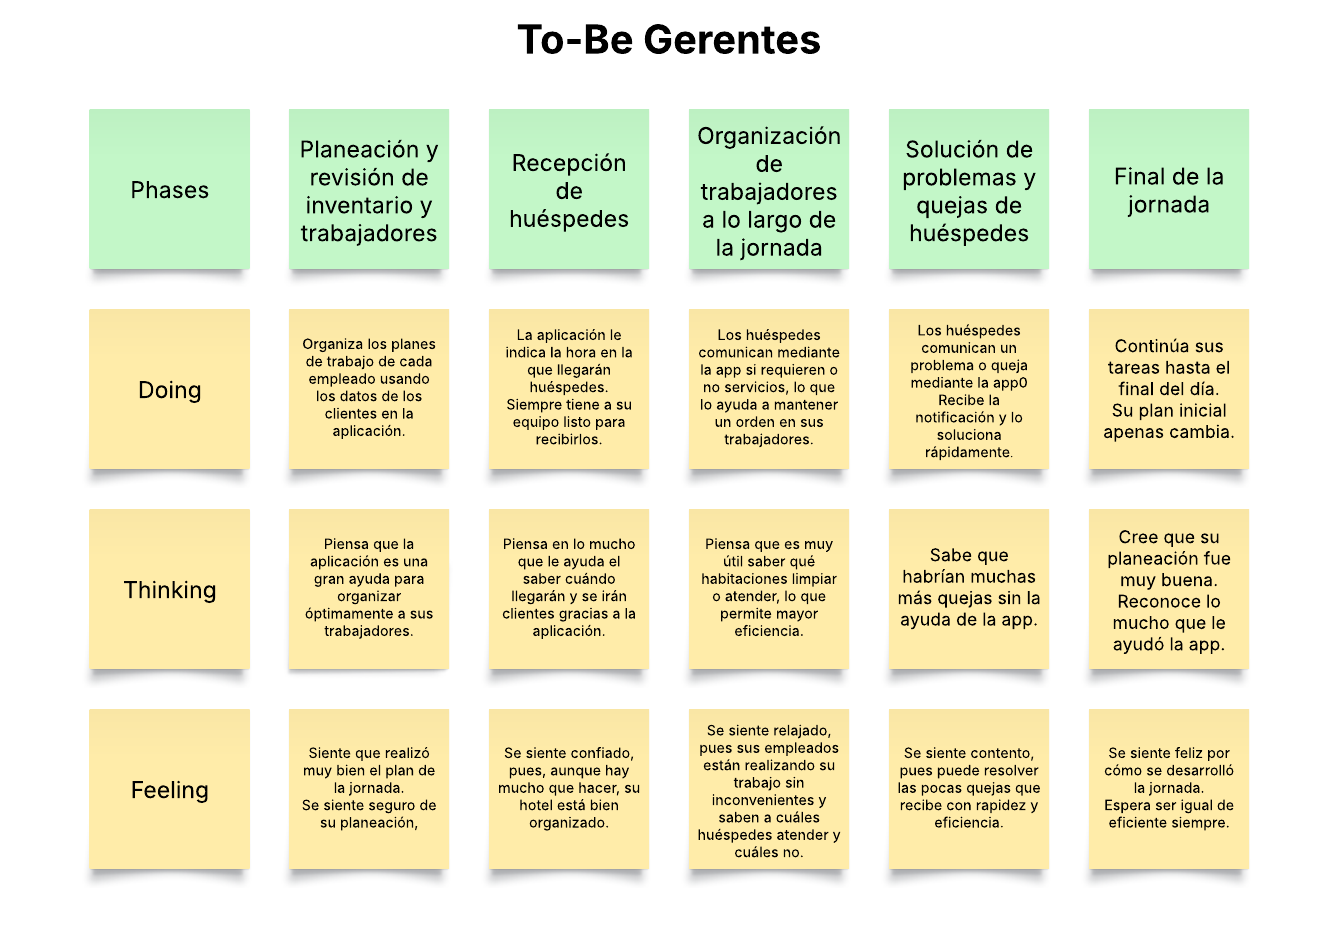 To-Be Gerentes
Phases
Planeación y
revisión de
inventario y
trabajadores
Recepción
de
huéspedes
Organización
de
trabajadores
a lo largo de
la jornada
Solución de
problemas y
quejas de
huéspedes
Final de la
jornada
Doing
Organiza los planes
de trabajo de cada
empleado usando
los datos de los
clientes en la
aplicación.
La aplicación le
indica la hora en la
que llegarán
huéspedes.
Siempre tiene a su
equipo listo para
recibirlos.
Los huéspedes
comunican mediante
la app si requieren o
no servicios, lo que
lo ayuda a mantener
un orden en sus
trabajadores.
Los huéspedes
comunican un
problema o queja
mediante la app0
Recibe la
notificación y lo
soluciona
rápidamente.
Continúa sus
tareas hasta el
final del día.
Su plan inicial
apenas cambia.
Thinking
Piensa que la
aplicación es una
gran ayuda para
organizar
óptimamente a sus
trabajadores.
Piensa en lo mucho
que le ayuda el
saber cuándo
llegarán y se irán
clientes gracias a la
aplicación.
Piensa que es muy
útil saber qué
habitaciones limpiar
o atender, lo que
permite mayor
eficiencia.
Sabe que
habrían muchas
más quejas sin la
ayuda de la app.
Cree que su
planeación fue
muy buena.
Reconoce lo
mucho que le
ayudó la app.
Feeling
Siente que realizó
muy bien el plan de
la jornada.
Se siente seguro de
su planeación,
Se siente confiado,
pues, aunque hay
mucho que hacer, su
hotel está bien
organizado.
Se siente relajado,
pues sus empleados
están realizando su
trabajo sin
inconvenientes y
saben a cuáles
huéspedes atender y
cuáles no.
Se siente contento,
pues puede resolver
las pocas quejas que
recibe con rapidez y
eficiencia.
Se siente feliz por
cómo se desarrolló
la jornada.
Espera ser igual de
eficiente siempre.